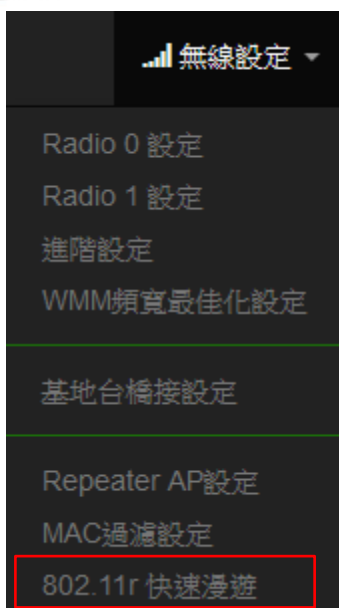 無線設定
Radio 0 設定
Radio 1 設定
進階設定
WMM頻寬最佳化設定
基地台橋接設定
Repeater AP設定
MAC過濾設定
802.11r 快速漫遊